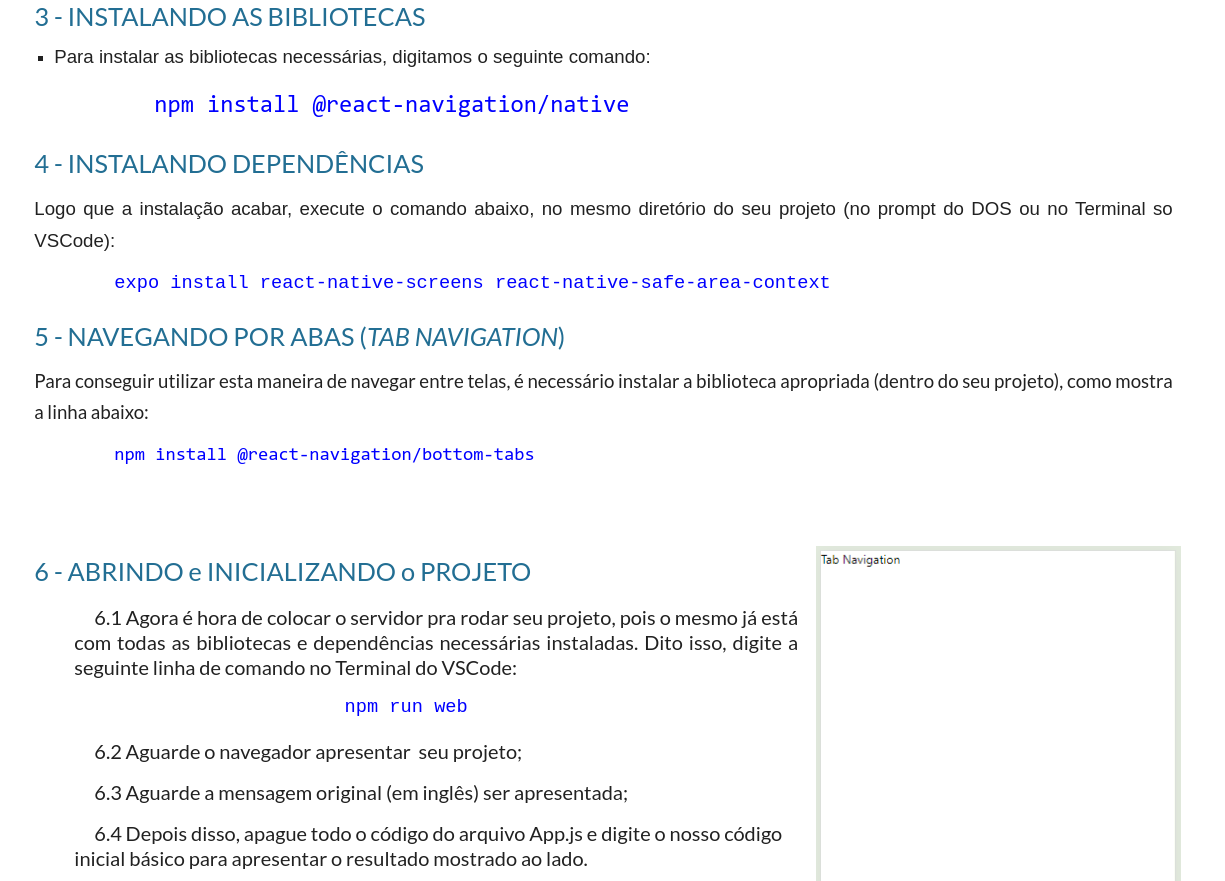 3 - INSTALANDO AS BIBLIOTECAS
▪ Para instalar as bibliotecas necessárias, digitamos o seguinte comando:
npm install @react-navigation/native
4 - INSTALANDO DEPENDÊNCIAS
Logo que a instalação acabar, execute o comando abaixo, no mesmo diretório do seu projeto (no prompt do DOS ou no Terminal so
VSCode):
expo install react-native-screens react-native-safe-area-context
5 - NAVEGANDO POR ABAS (TAB NAVIGATION)
Para conseguir utilizar esta maneira de navegar entre telas, é necessário instalar a biblioteca apropriada (dentro do seu projeto), como mostra
a linha abaixo:
npm install @react-navigation/bottom-tabs
6 - ABRINDO e INICIALIZANDO o PROJETO
6.1 Agora é hora de colocar o servidor pra rodar seu projeto, pois o mesmo já está
com todas as bibliotecas e dependências necessárias instaladas. Dito isso, digite a
seguinte linha de comando no Terminal do VSCode:
npm run web
6.2 Aguarde o navegador apresentar  seu projeto;
6.3 Aguarde a mensagem original (em inglês) ser apresentada;
6.4 Depois disso, apague todo o código do arquivo App.js e digite o nosso código
inicial básico para apresentar o resultado mostrado ao lado.
Tab Navigation